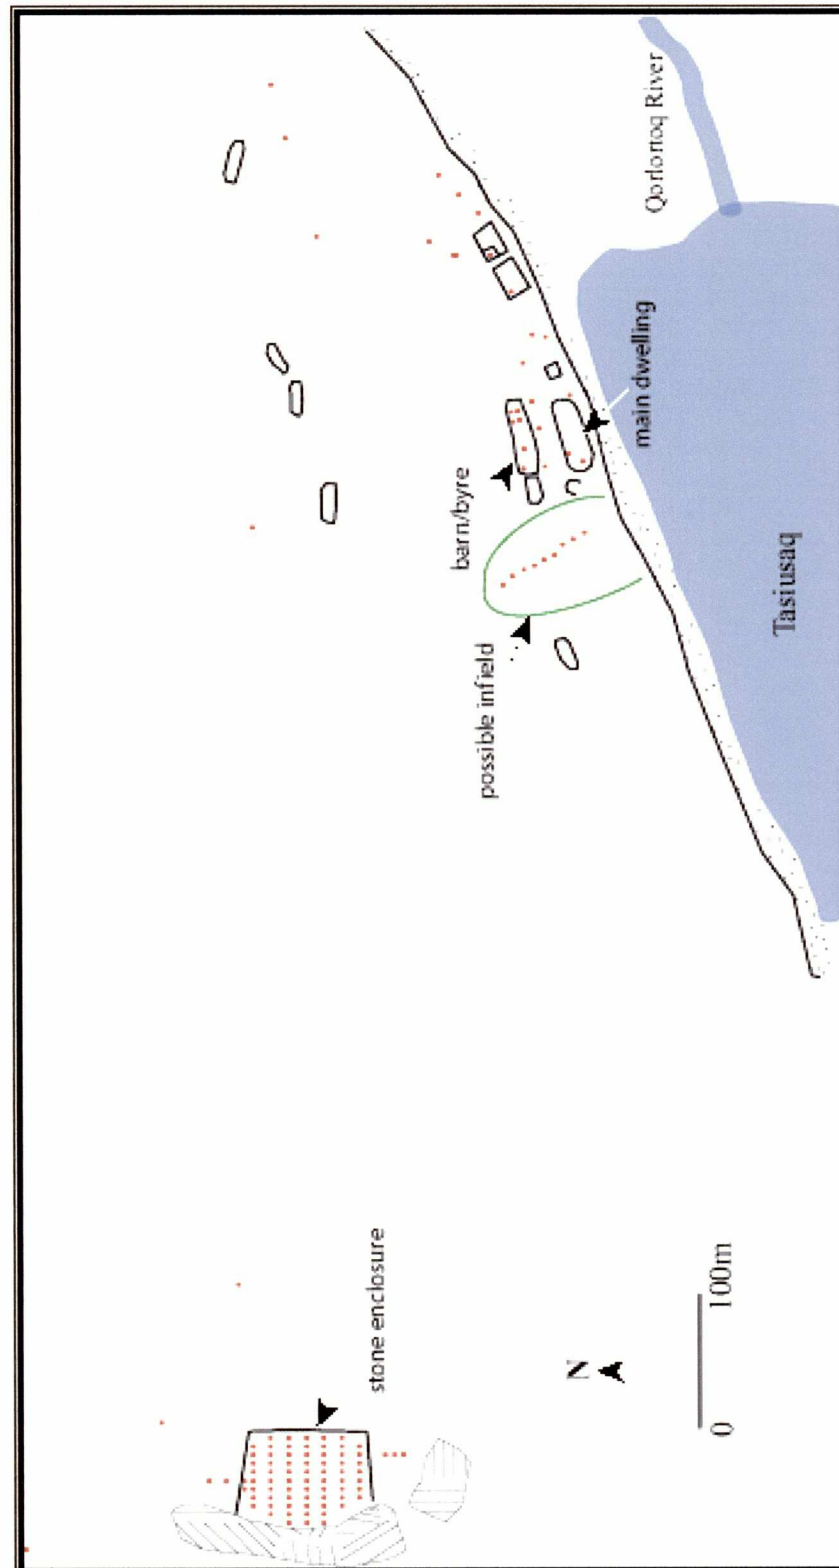 stone enclosure
possible infield
barn/byre
main dwelling
Qorlortoq River
Tasiusaq
N
0 100m